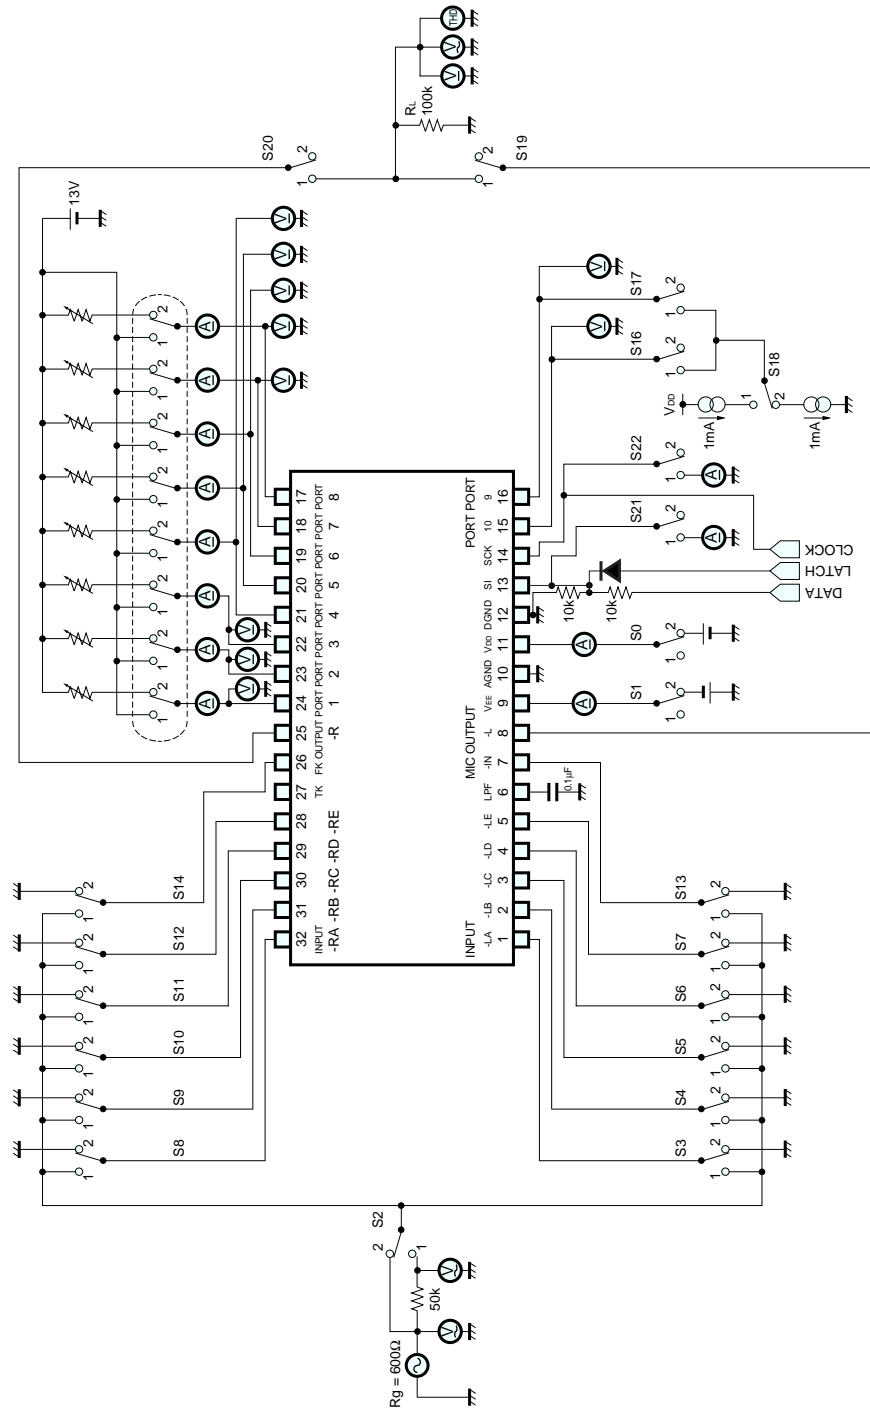 13V
2 1 2 1 2 1 2 1 2 1 2 1
2 1 2 1 2 1 2 1 2 1 2 1 2 1 2 1
S8 S9 S10 S11 S12 S14
A A A A A A A A
V V V V V V V V
S20
1 2
32 31 30 29 28 27 26 25 24 23 22 21 20 19 18 17
INPUT TK FK OUTPUT PORT PORT PORT PORT PORT PORT PORT PORT
-RA -RB -RC -RD -RE -R 1 2 3 4 5 6 7 8
S2
2
1
Rg = 600Ω
50k
V V
RL
100k
V V THD
INPUT MIC OUTPUT PORT PORT
-LA -LB -LC -LD -LE LPF -IN -L VEE AGND VDD DGND SI SCK 10 9
1 2 3 4 5 6 7 8 9 10 11 12 13 14 15 16
0.1µF
1 2
S19
10k
10k
A A
V V
S3 S4 S5 S6 S7 S13 S1 S0 S21 S22 S16 S17
1 2 1 2 1 2 1 2 1 2 1 2
1 2 1 2 1 2 1 2 1 2 1 2
A A
VDD
1mA
1 2
S18
1mA
DATA
LATCH
CLOCK